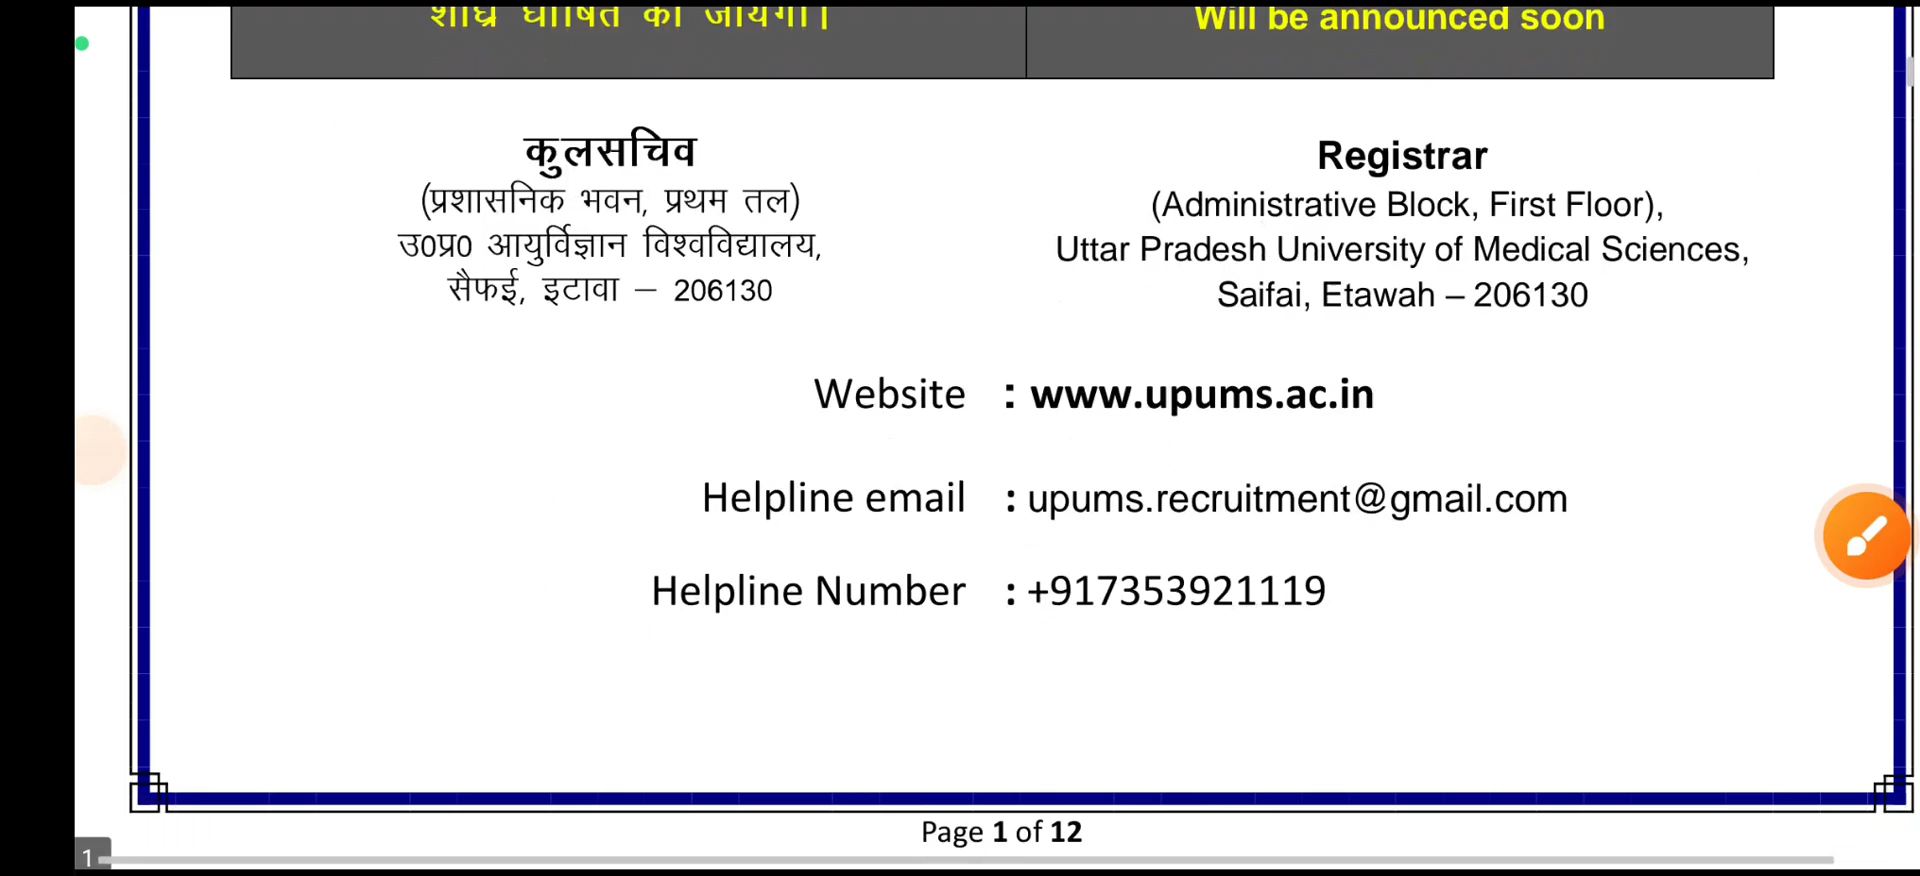 शीघ्र घोषित की जायेगी।
Will be announced soon
कुलसचिव
(प्रशासनिक भवन, प्रथम तल)
उ0प्र0 आयुर्विज्ञान विश्वविद्यालय,
सैफई, इटावा – 206130
Registrar
(Administrative Block, First Floor),
Uttar Pradesh University of Medical Sciences,
Saifai, Etawah – 206130
Website : www.upums.ac.in
Helpline email : upums.recruitment@gmail.com
Helpline Number : +917353921119
Page 1 of 12
1